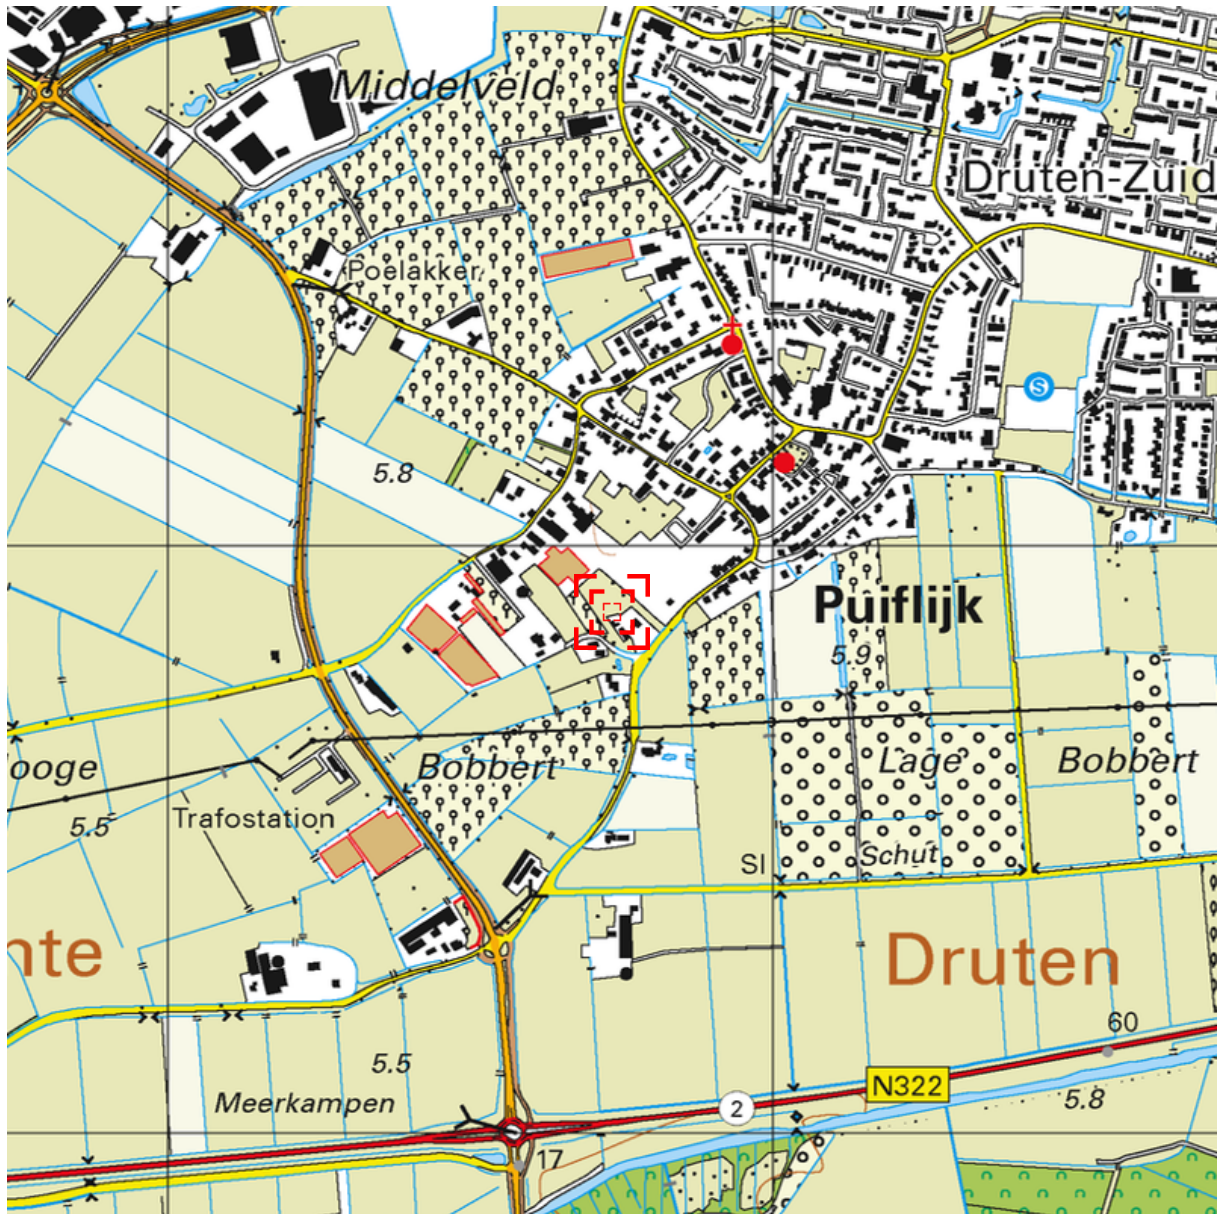 Middelveld
Druten-Zuid
Poelakker
S
5.8
Puiflijk
5.9
ooge
Bobbert
Lage
Bobbert
Trafostation
5.5
Sl
Schut
nte
Druten
60
5.5
N322
Meerkampen
2
5.8
17